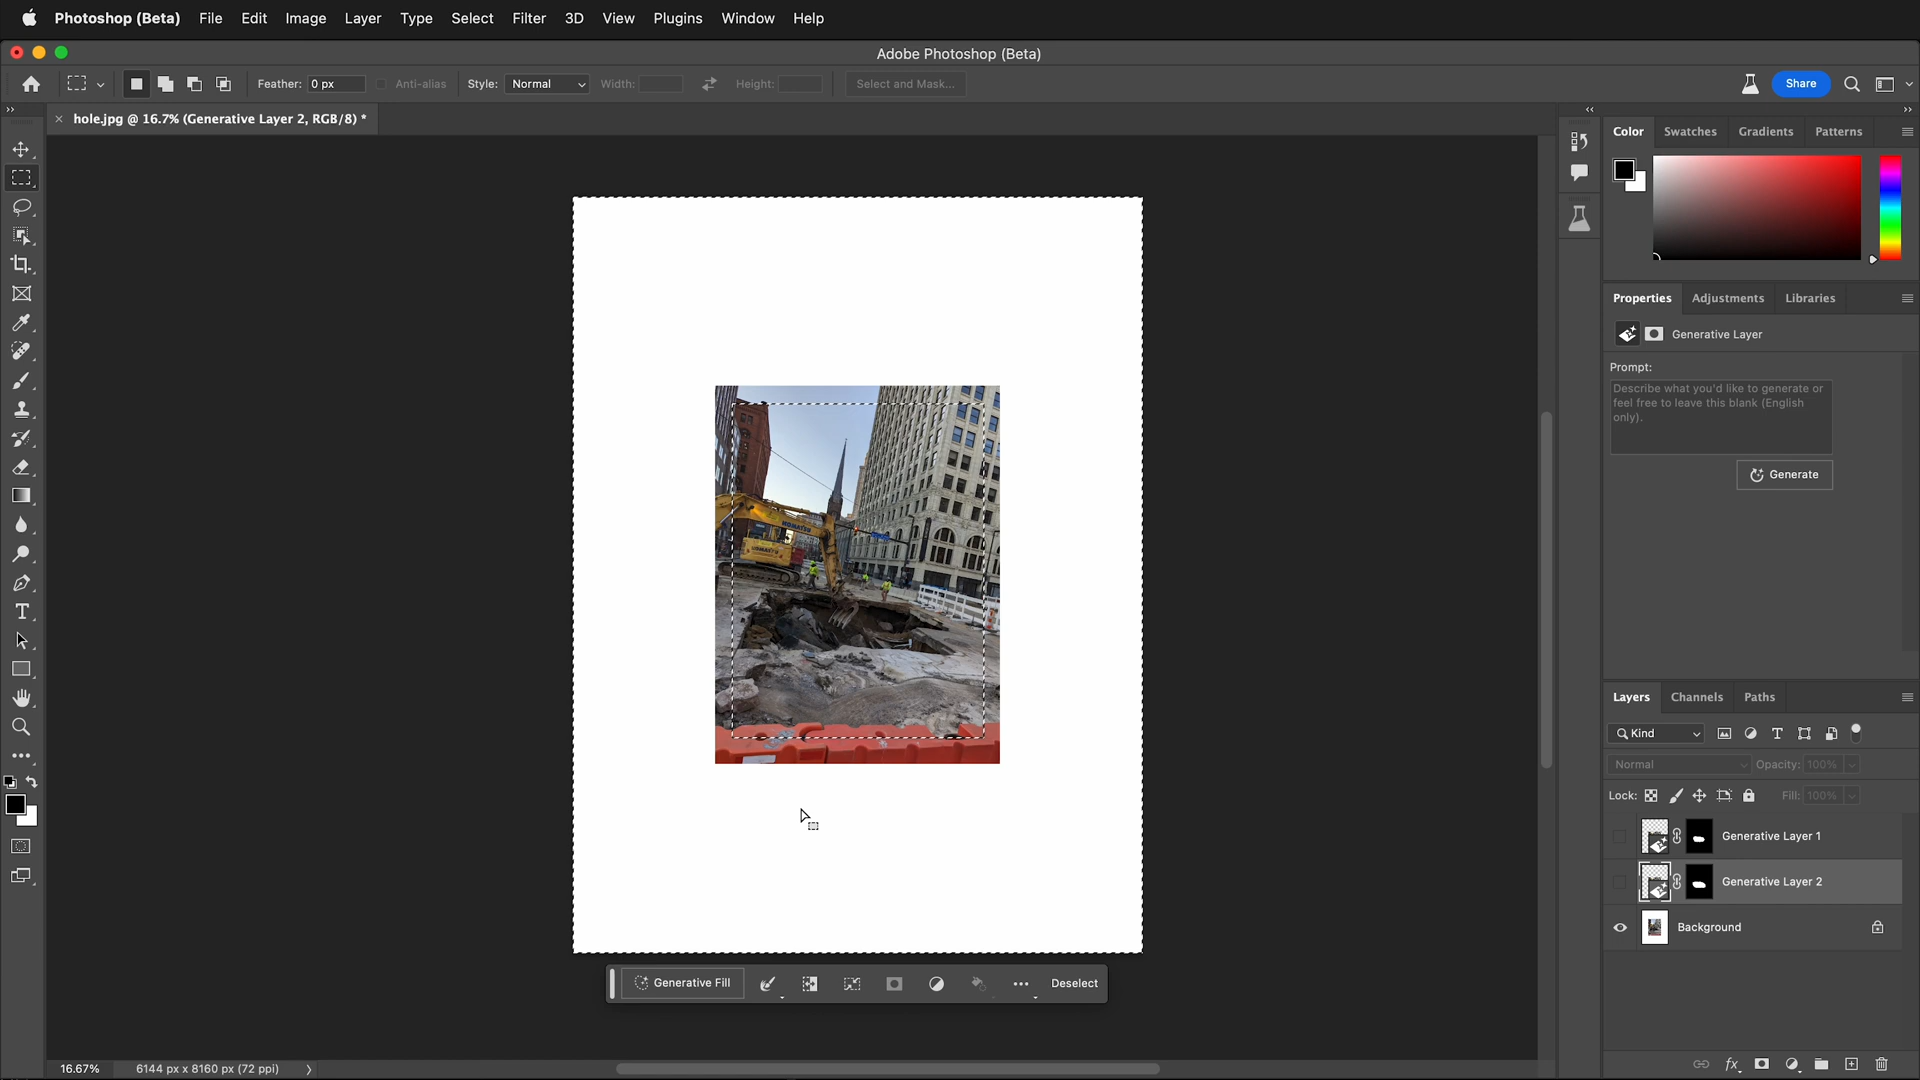 Photoshop (Beta) File Edit Image Layer Type Select Filter 3D View Plugins Window Help
Adobe Photoshop (Beta)
Feather: 0 px Anti-alias Style: Normal Width: Height: Select and Mask... Share
hole.jpg @ 16.7% (Generative Layer 2, RGB/8) *
Color Swatches Gradients Patterns
Properties Adjustments Libraries
Generative Layer
Prompt:
Describe what you'd like to generate or
feel free to leave this blank (English
only).
Generate
KOMATSU
KOMATSU
Layers Channels Paths
Kind
Normal Opacity: 100%
Lock: Fill: 100%
Generative Layer 1
Generative Layer 2
Background
Generative Fill Deselect
16.67% 6144 px x 8160 px (72 ppi)